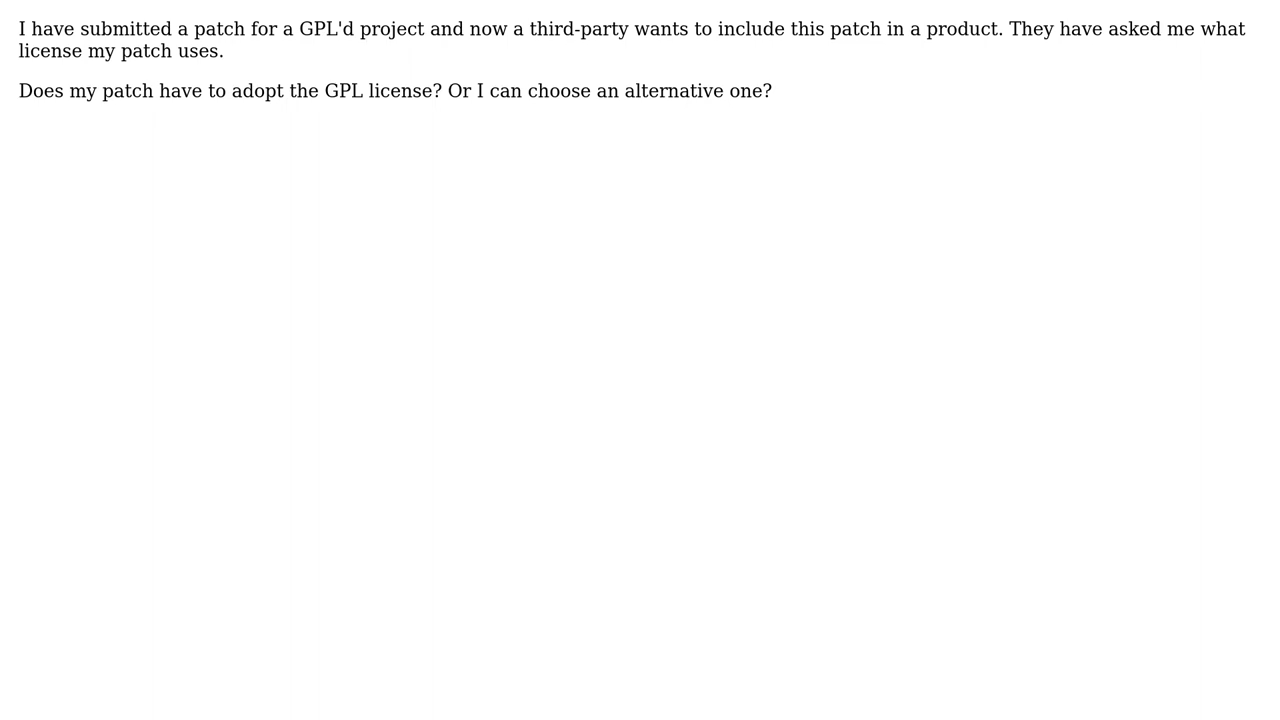 I have submitted a patch for a GPL'd project and now a third-party wants to include this patch in a product. They have asked me what
license my patch uses.
Does my patch have to adopt the GPL license? Or I can choose an alternative one?